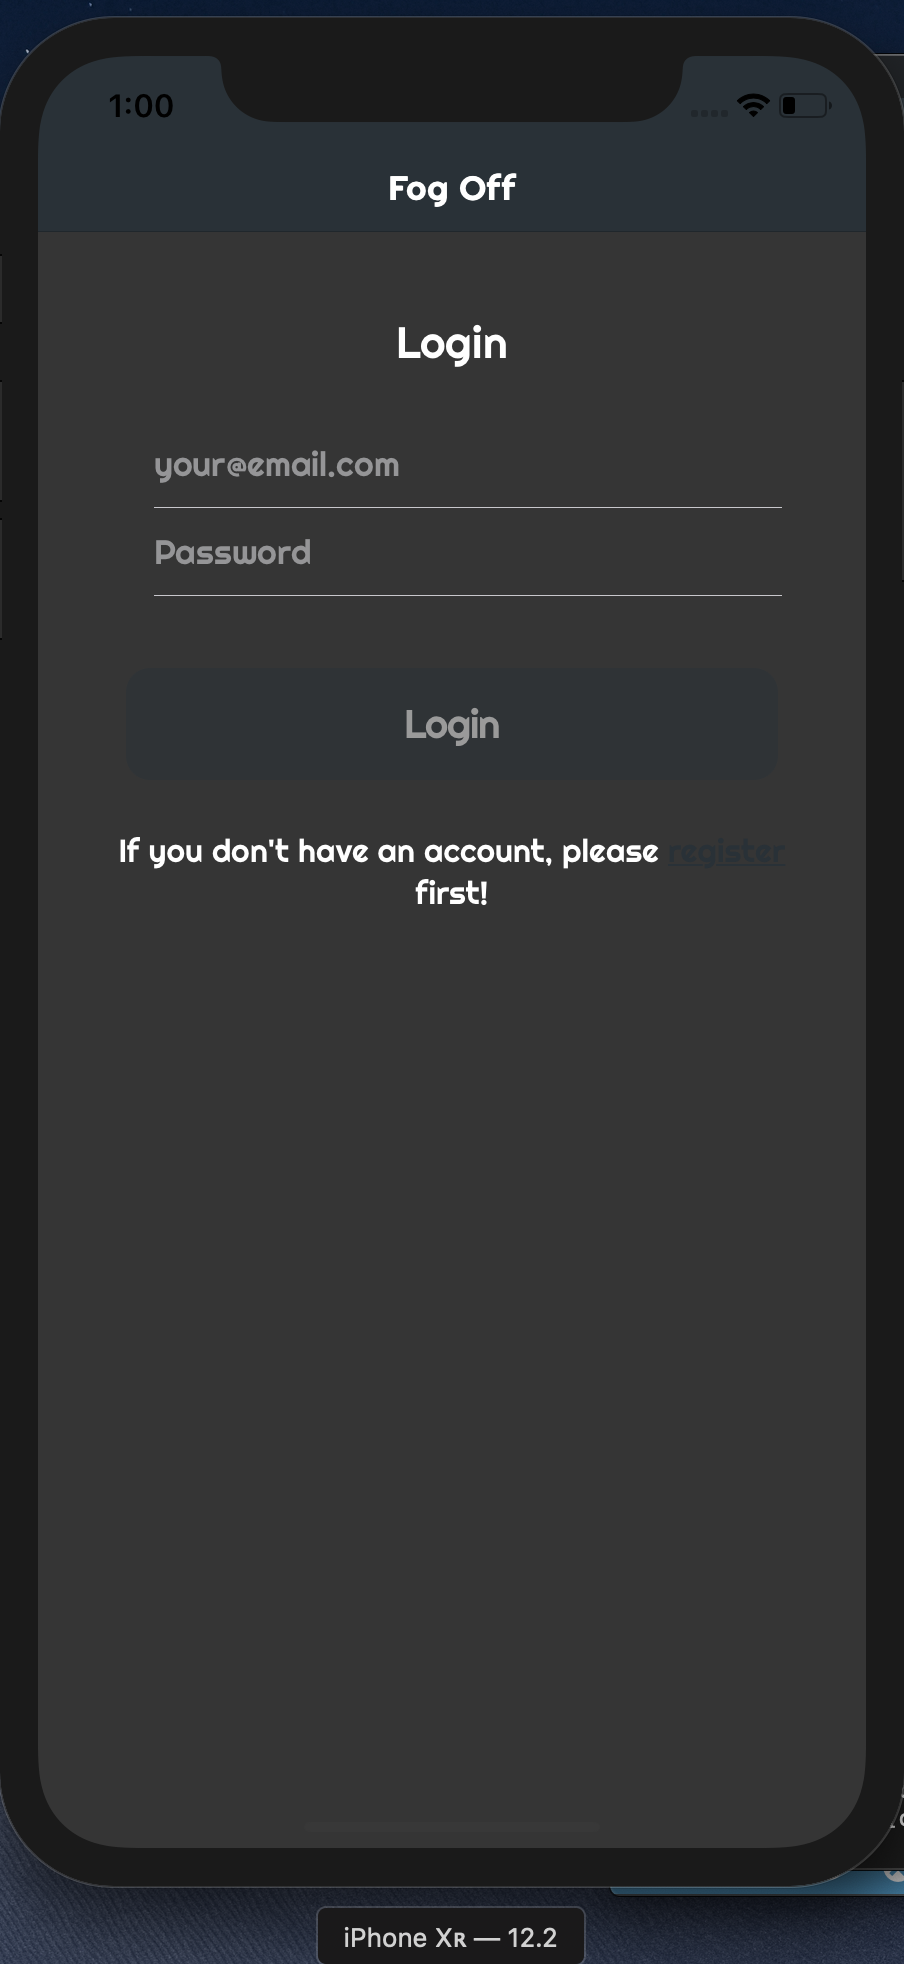 1:00
Fog Off
Login
your@email.com
Password
Login
If you don't have an account, please register
first!
iPhone XR — 12.2